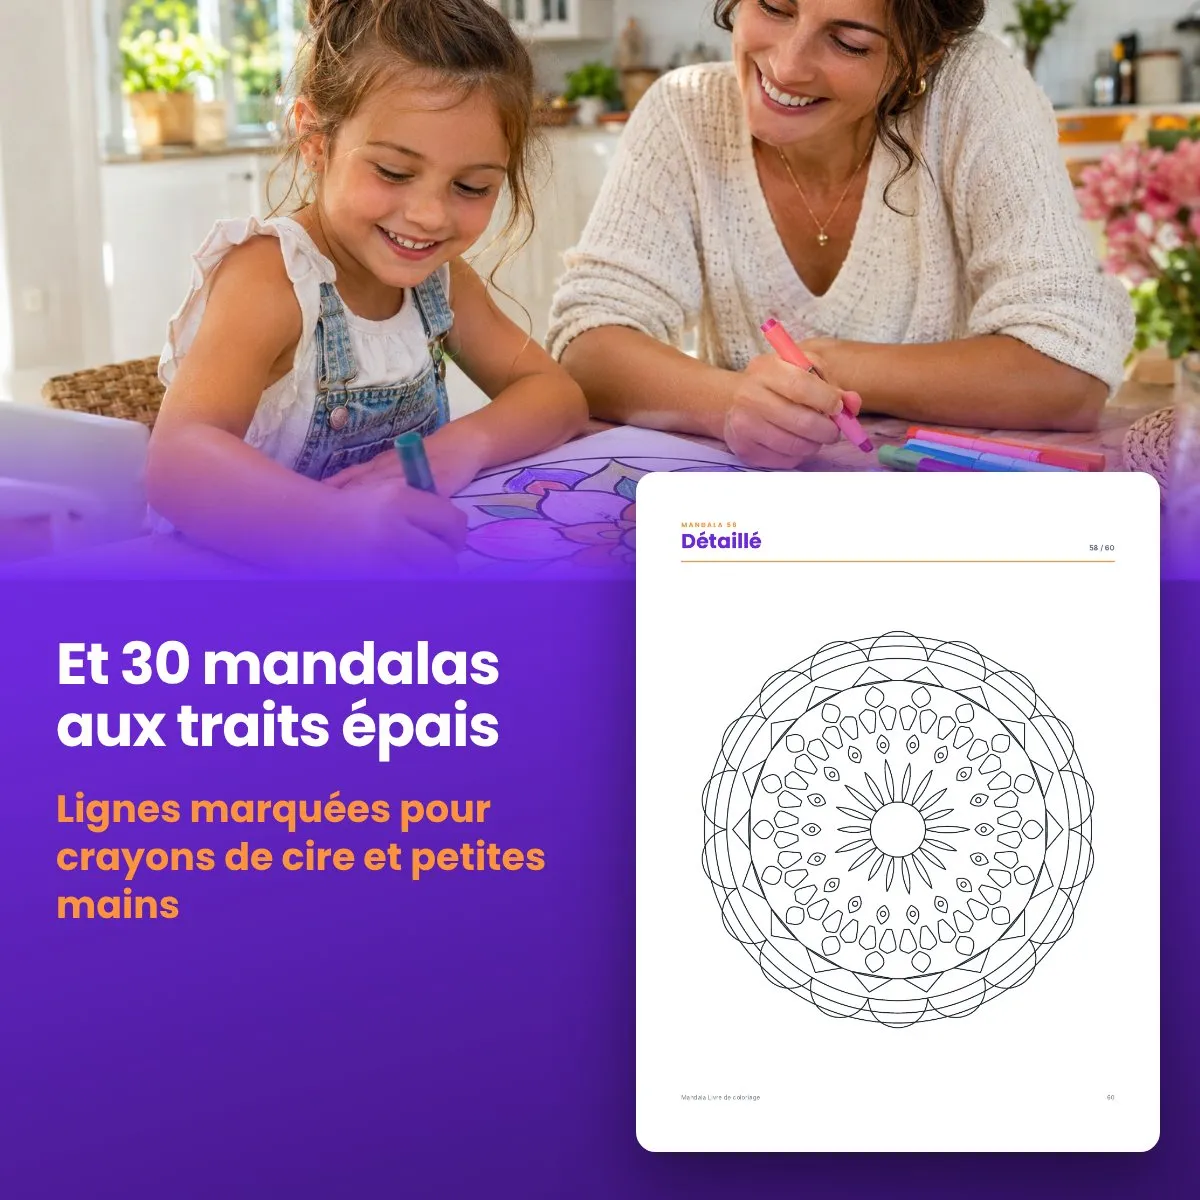 MANDALA 58
Détaillé
58 / 60
Et 30 mandalas
aux traits épais
Lignes marquées pour
crayons de cire et petites
mains
Mandala Livre de coloriage
60